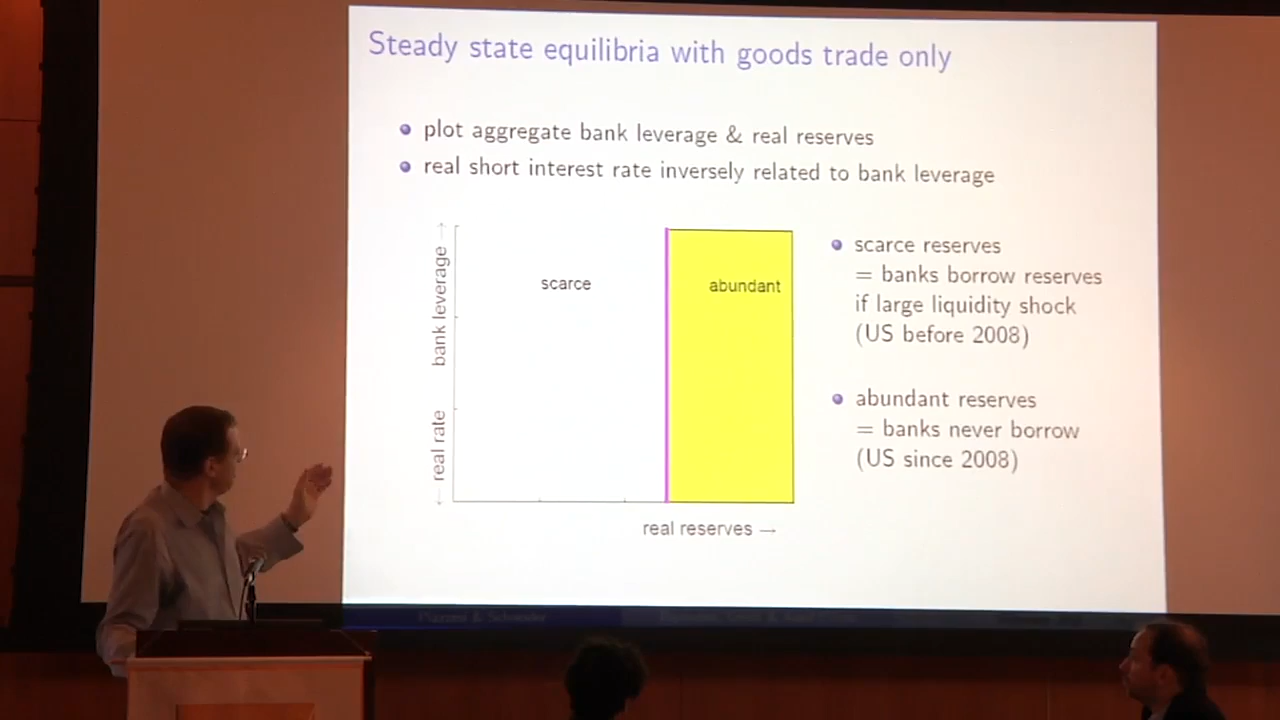 Steady state equilibria with goods trade only
plot aggregate bank leverage & real reserves
real short interest rate inversely related to bank leverage
← real rate bank leverage →
scarce
abundant
real reserves →
scarce reserves
= banks borrow reserves
if large liquidity shock
(US before 2008)
abundant reserves
= banks never borrow
(US since 2008)
& Schneider